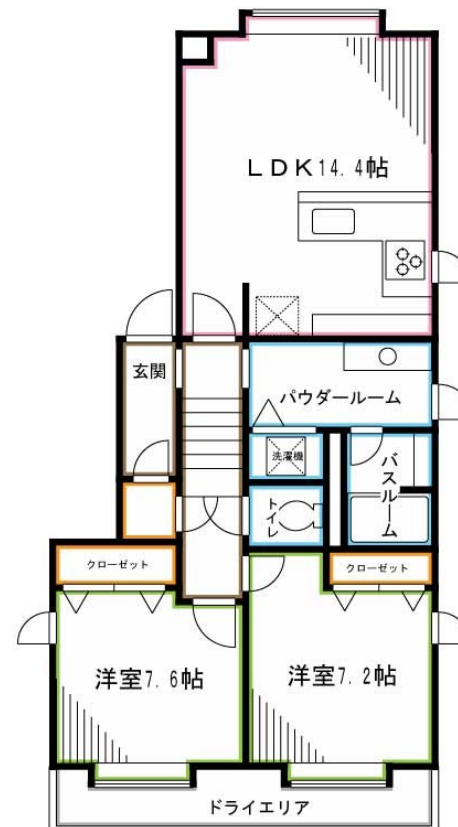 LDK14.4帖
玄関
パウダールーム
洗濯機
トイレ
バスルーム
クローゼット
クローゼット
洋室7.6帖
洋室7.2帖
ドライエリア